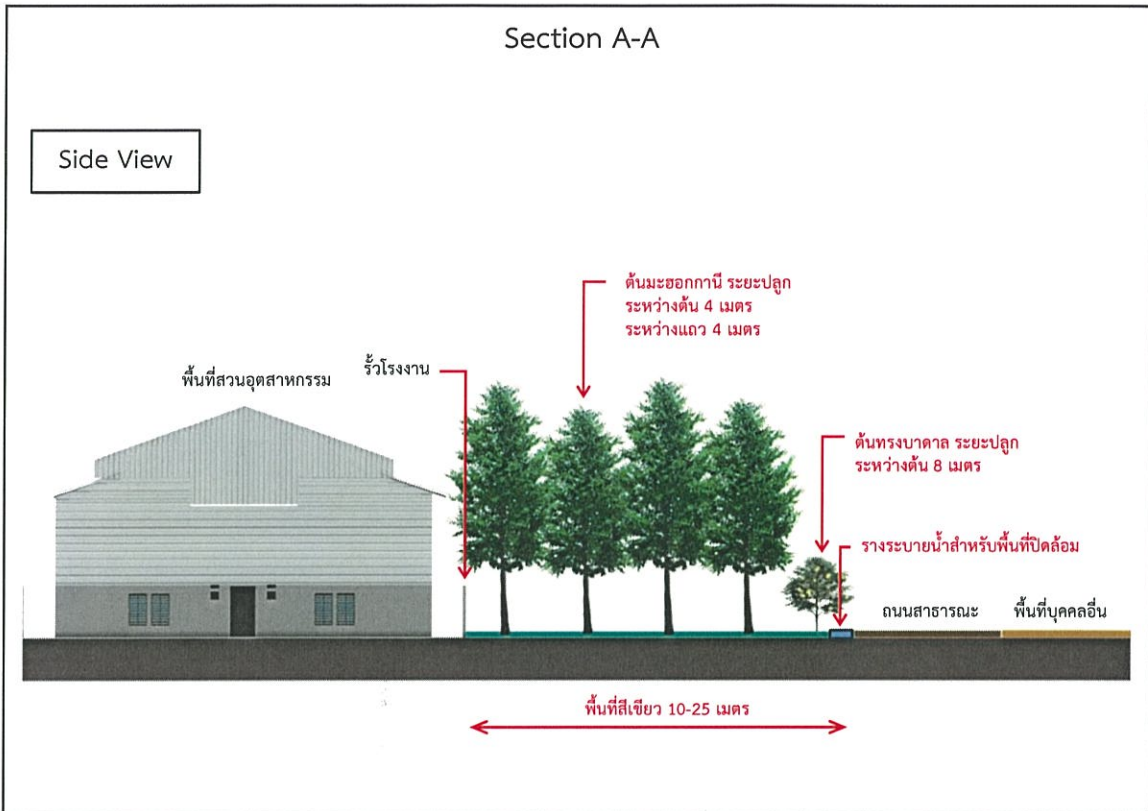 Section A-A
Side View
ต้นมะฮอกกานี ระยะปลูก
ระหว่างต้น 4 เมตร
ระหว่างแถว 4 เมตร
รั้วโรงงาน
พื้นที่สวนอุตสาหกรรม
ต้นทรงบาดาล ระยะปลูก
ระหว่างต้น 8 เมตร
รางระบายน้ำสำหรับพื้นที่ปิดล้อม
ถนนสาธารณะ
พื้นที่บุคคลอื่น
พื้นที่สีเขียว 10-25 เมตร